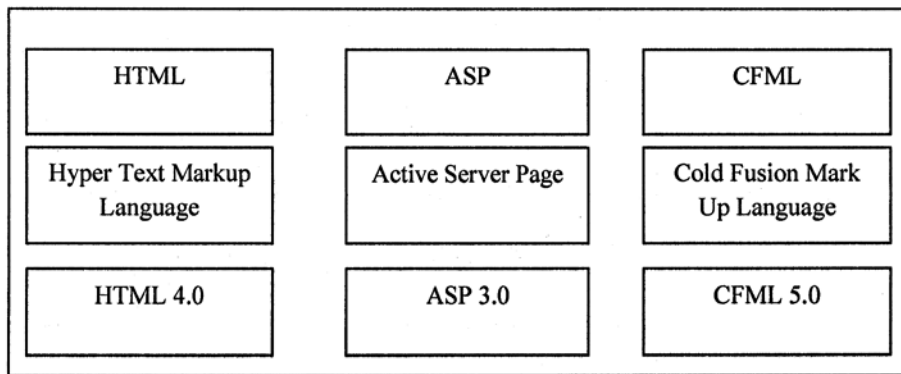 HTML
ASP
CFML
Hyper Text Markup
Language
Active Server Page
Cold Fusion Mark
Up Language
HTML 4.0
ASP 3.0
CFML 5.0